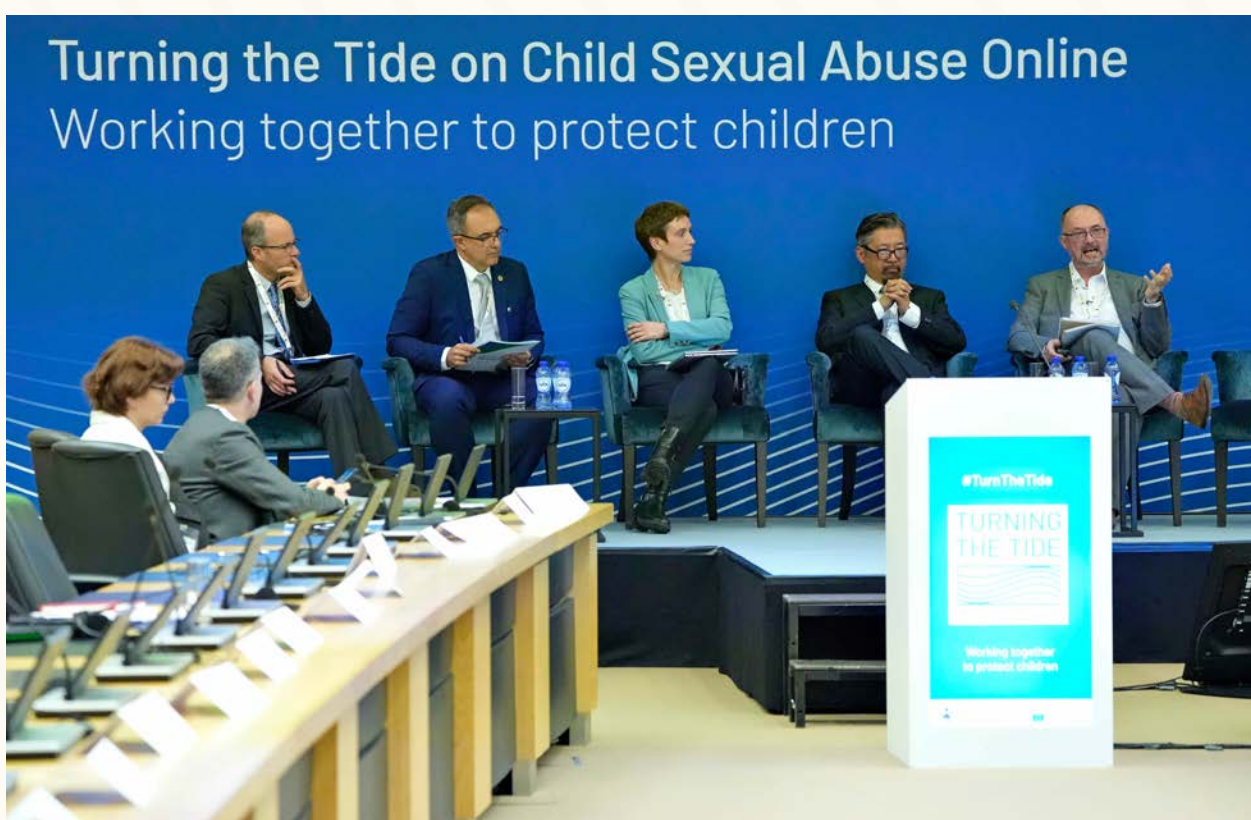 Turning the Tide on Child Sexual Abuse Online
Working together to protect children
#TurnTheTide
TURNING
THE TIDE
Working together
to protect children